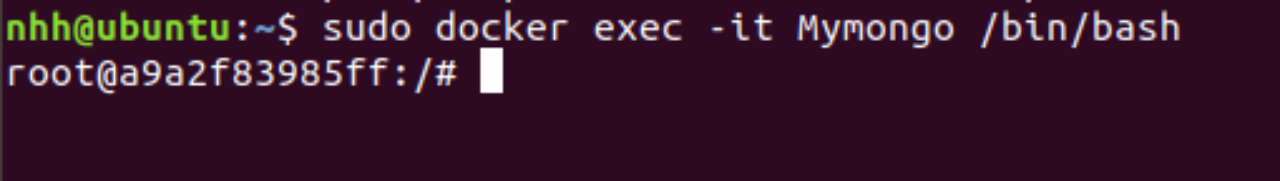 nhh@ubuntu:~$ sudo docker exec -it Mymongo /bin/bash
root@a9a2f83985ff:/#